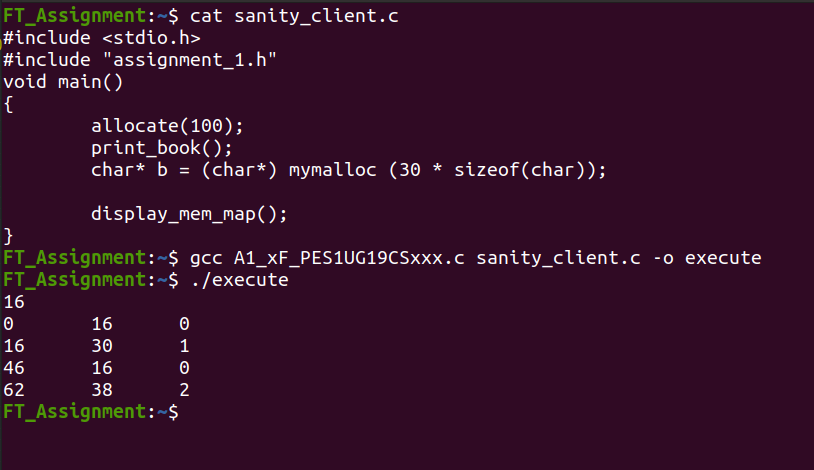 FT_Assignment:~$ cat sanity_client.c
#include <stdio.h>
#include "assignment_1.h"
void main()
{
        allocate(100);
        print_book();
        char* b = (char*) mymalloc (30 * sizeof(char));

        display_mem_map();
}
FT_Assignment:~$ gcc A1_xF_PES1UG19CSxxx.c sanity_client.c -o execute
FT_Assignment:~$ ./execute
16
0       16      0
16      30      1
46      16      0
62      38      2
FT_Assignment:~$